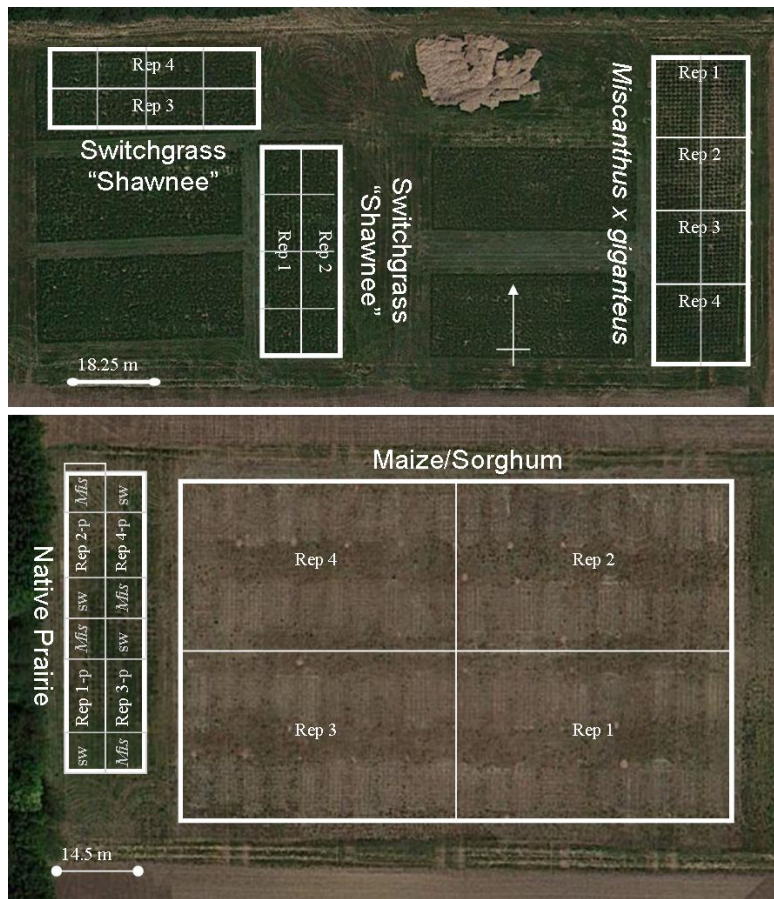 Rep 4
Rep 3
Switchgrass
“Shawnee”
Rep 1
Rep 2
Switchgrass
“Shawnee”
Miscanthus x giganteus
Rep 1
Rep 2
Rep 3
Rep 4
18.25 m
Maize/Sorghum
Native Prairie
Mis
sw
Rep 2-p
Rep 4-p
sw
Mis
Mis
sw
Rep 1-p
Rep 3-p
sw
Mis
Rep 4
Rep 2
Rep 3
Rep 1
14.5 m